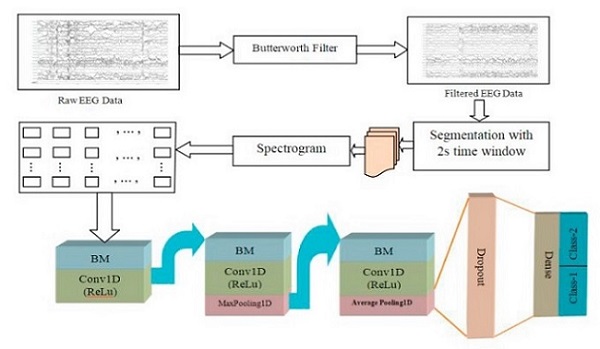 Butterworth Filter
Raw EEG Data
Filtered EEG Data
Segmentation with
2s time window
Spectrogram
, ... ,
, ... ,
, ... ,
BM
Conv1D
(ReLu)
BM
Conv1D
(ReLu)
MaxPooling1D
BM
Conv1D
(ReLu)
Average Pooling1D
Dropout
Dense
Class-2
Class-1